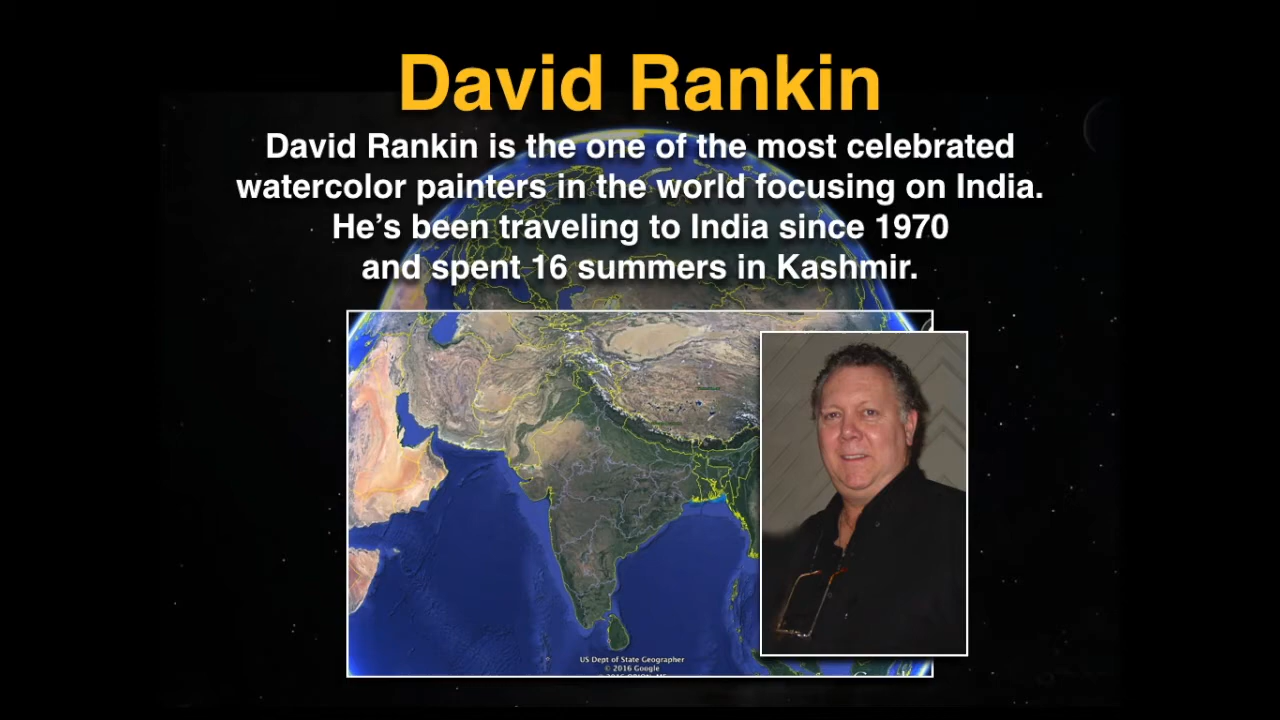 David Rankin
David Rankin is the one of the most celebrated
watercolor painters in the world focusing on India.
He’s been traveling to India since 1970
and spent 16 summers in Kashmir.
US Dept of State Geographer
© 2016 Google